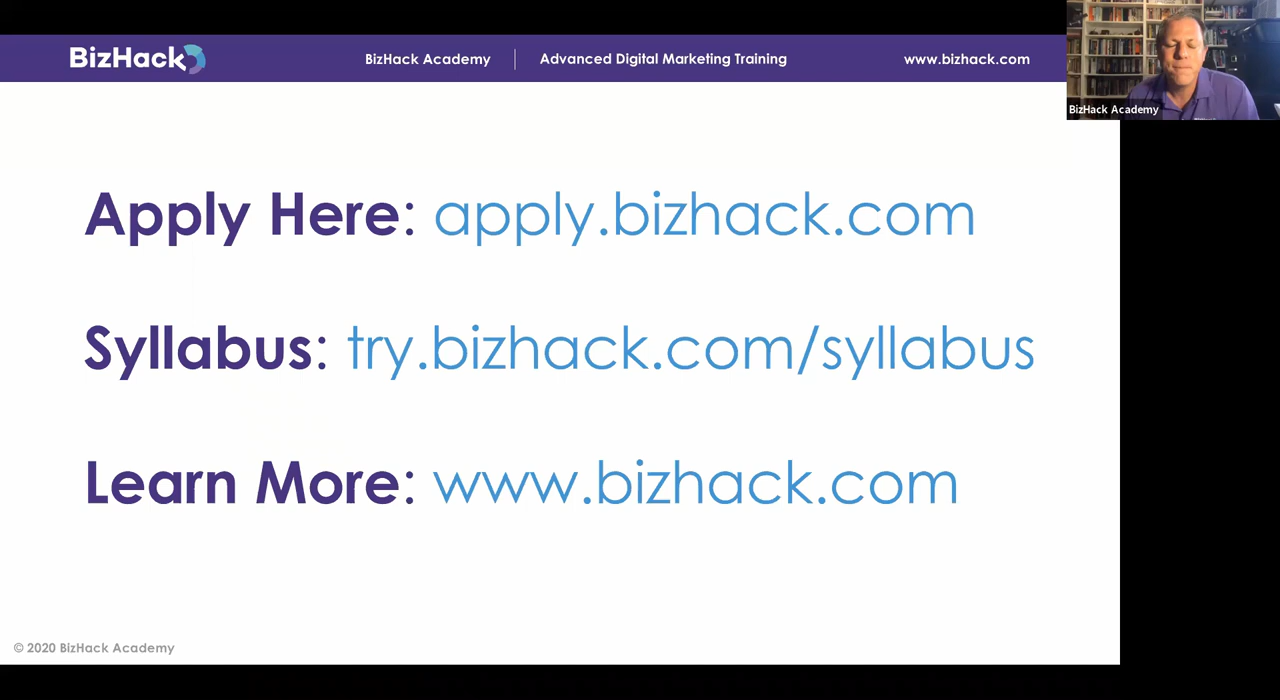 BizHack
BizHack Academy
Advanced Digital Marketing Training
www.bizhack.com
BizHack Academy
Apply Here: apply.bizhack.com
Syllabus: try.bizhack.com/syllabus
Learn More: www.bizhack.com
© 2020 BizHack Academy